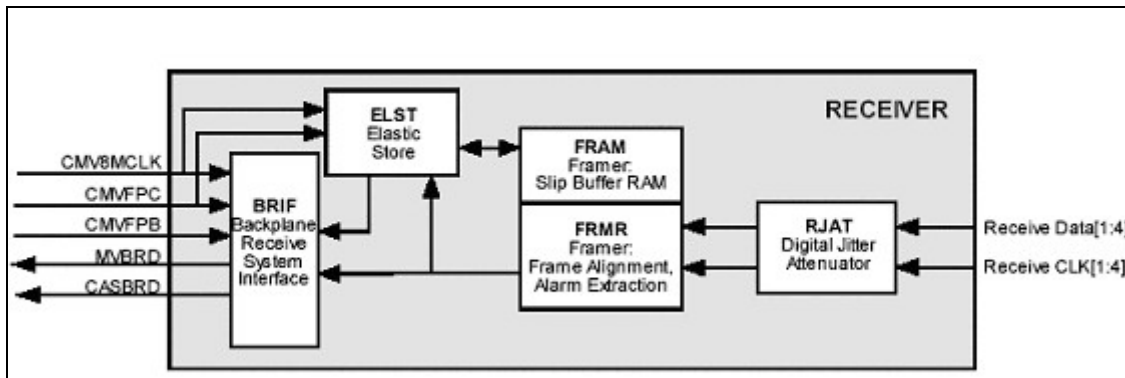 RECEIVER
ELST
Elastic
Store
FRAM
Framer:
Slip Buffer RAM
CMV8MCLK
CMVFPC
CMVFPB
MVBRD
CASBRD
BRIF
Backplane
Receive
System
Interface
FRMR
Framer:
Frame Alignment,
Alarm Extraction
RJAT
Digital Jitter
Attenuator
Receive Data[1:4]
Receive CLK[1:4]